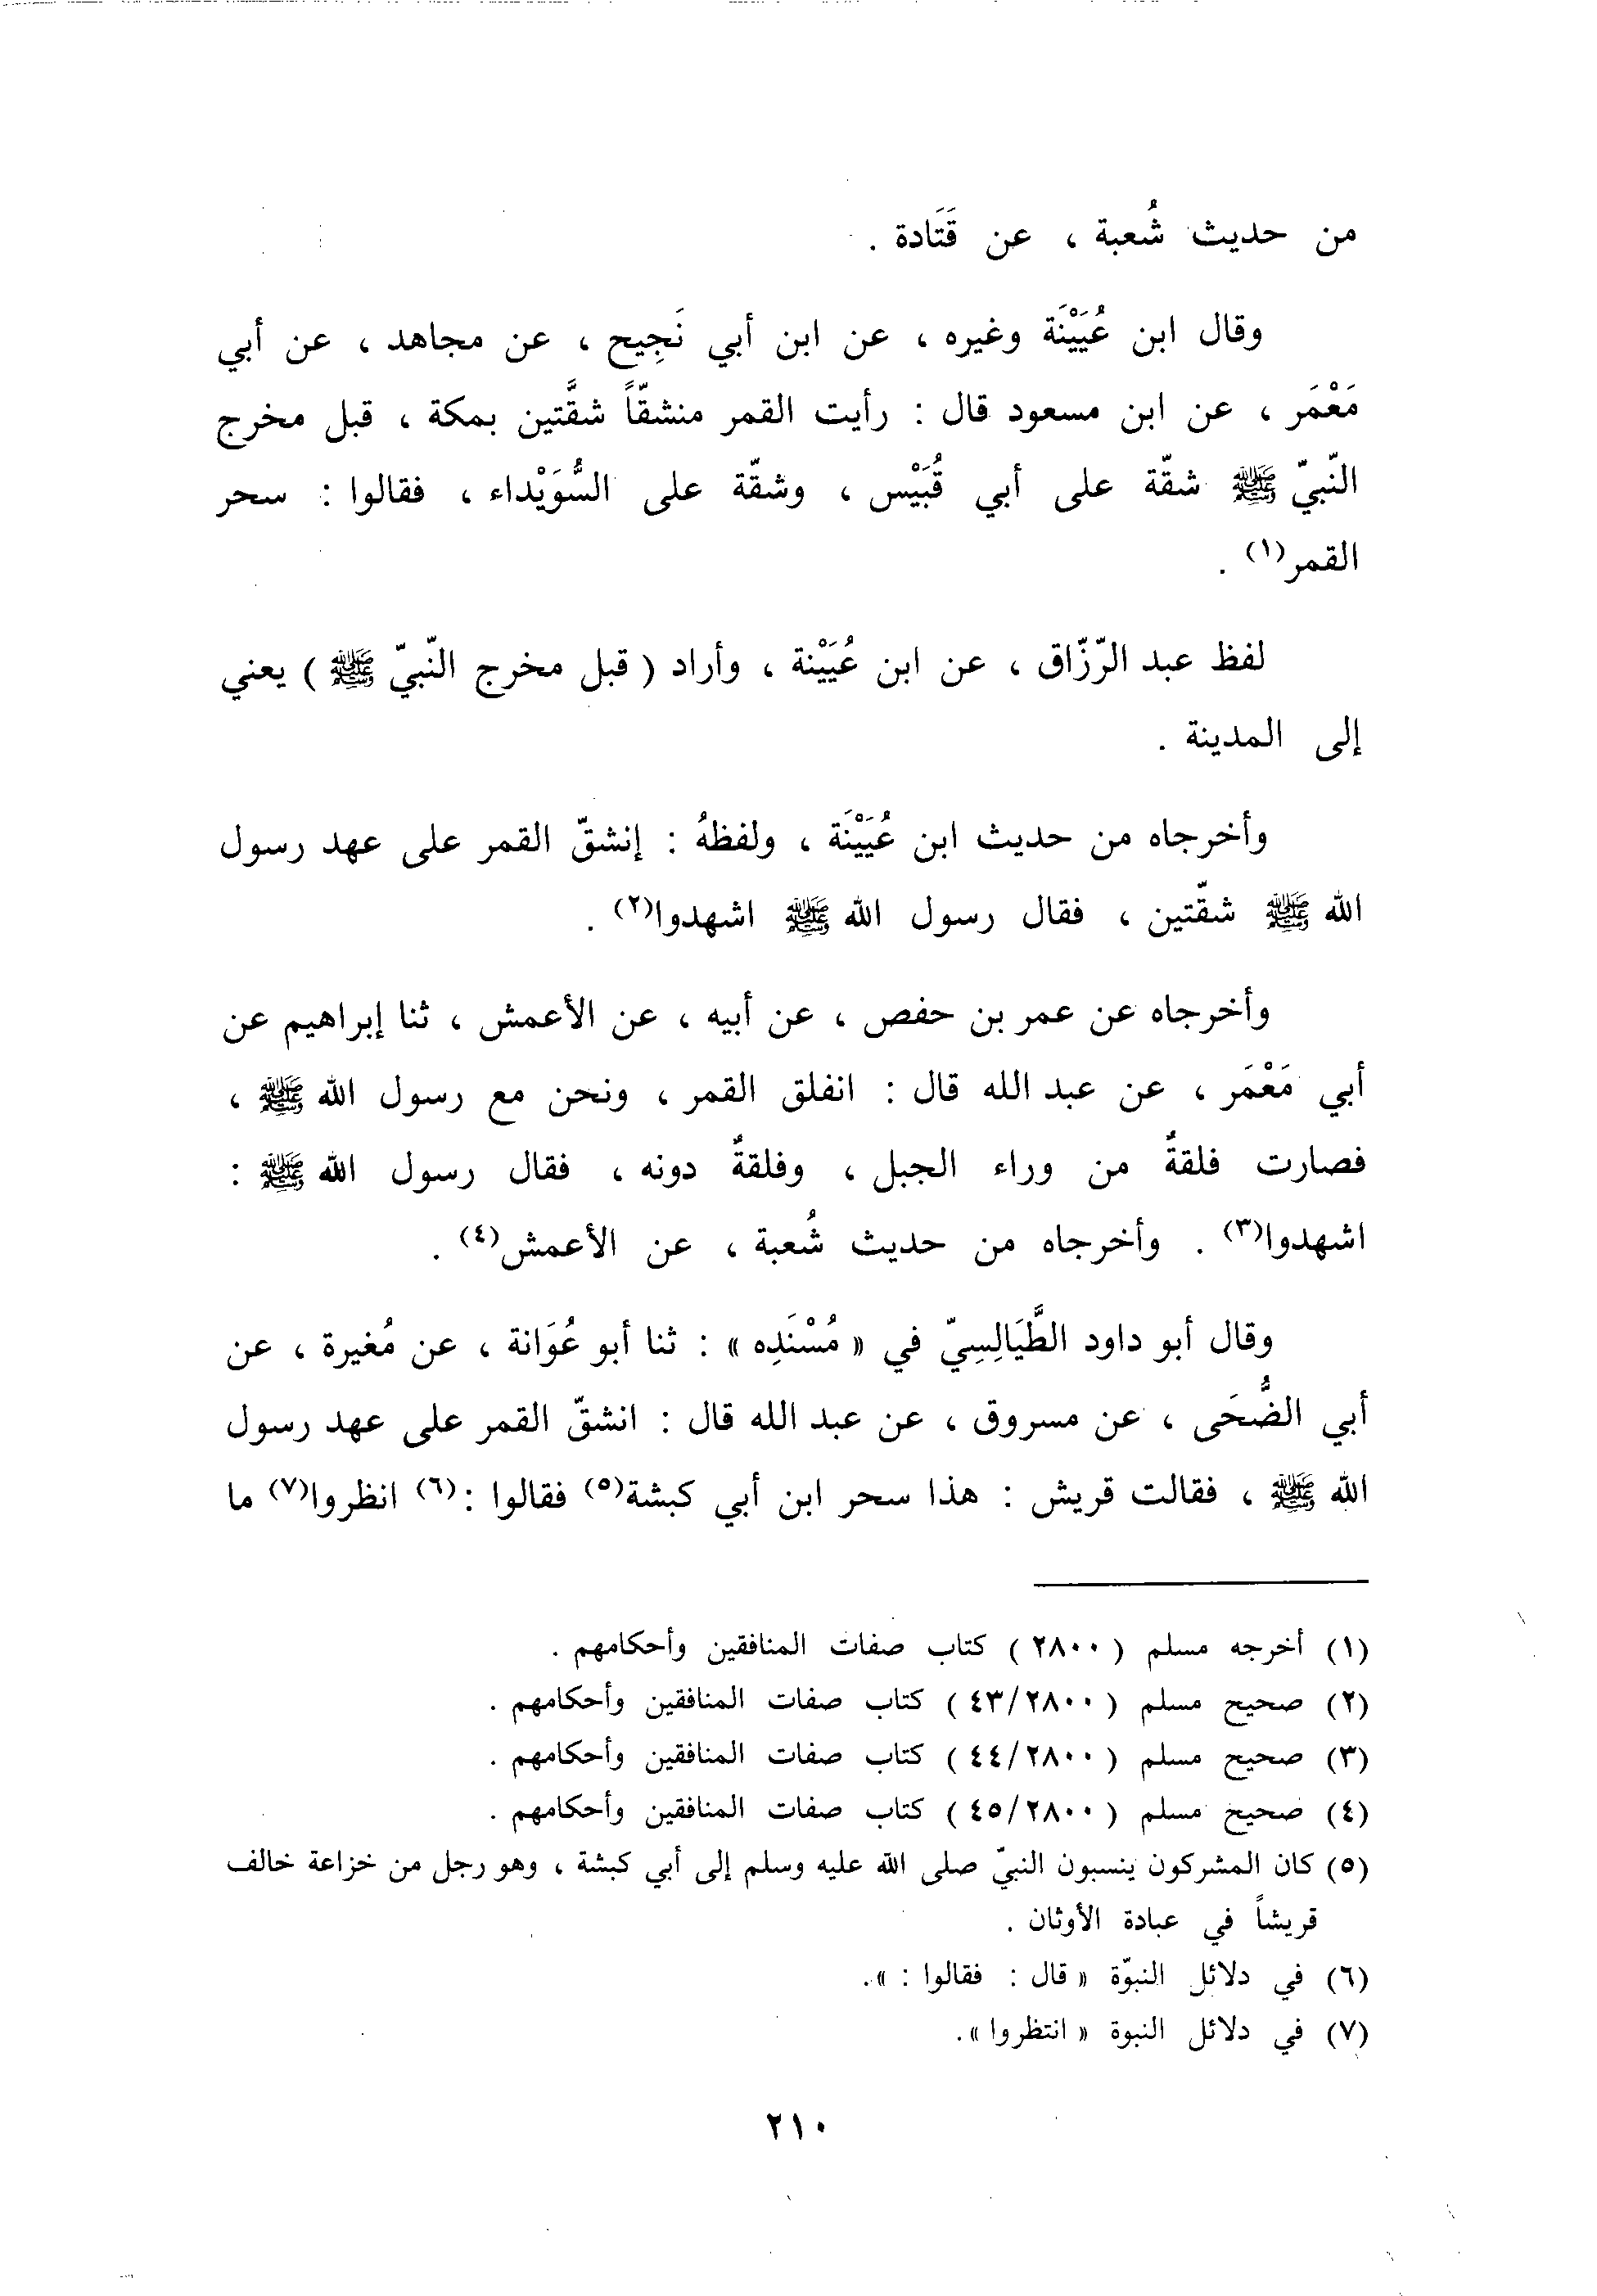 من حديث شُعبة ، عن قَتَادة .
وقال ابن عُيَيْنَة وغيره ، عن ابن أبي نَجِيح ، عن مجاهد ، عن أبي
مَعْمَر ، عن ابن مسعود قال : رأيت القمر منشقّاً شقَّتين بمكة ، قبل مخرج
النّبيّ ﷺ شقّة على أبي قُبَيْس ، وشقّة على السُّوَيْداء ، فقالوا : سحر
القمر(١) .
لفظ عبد الرّزّاق ، عن ابن عُيَيْنة ، وأراد ( قبل مخرج النّبيّ ﷺ ) يعني
إلى المدينة .
وأخرجاه من حديث ابن عُيَيْنَة ، ولفظهُ : إنشقّ القمر على عهد رسول
الله ﷺ شقّتين ، فقال رسول الله ﷺ اشهدوا(٢) .
وأخرجاه عن عمر بن حفص ، عن أبيه ، عن الأعمش ، ثنا إبراهيم عن
أبي مَعْمَر ، عن عبد الله قال : انفلق القمر ، ونحن مع رسول الله ﷺ ،
فصارت فلقةٌ من وراء الجبل ، وفلقةٌ دونه ، فقال رسول الله ﷺ :
اشهدوا(٣) . وأخرجاه من حديث شُعبة ، عن الأعمش(٤) .
وقال أبو داود الطَّيَالِسِيّ في « مُسْنَدِه » : ثنا أبو عُوَانة ، عن مُغيرة ، عن
أبي الضُّحَى ، عن مسروق ، عن عبد الله قال : انشقّ القمر على عهد رسول
الله ﷺ ، فقالت قريش : هذا سحر ابن أبي كبشة(٥) فقالوا :(٦) انظروا(٧) ما
(١) أخرجه مسلم ( ٢٨٠٠ ) كتاب صفات المنافقين وأحكامهم .
(٢) صحيح مسلم ( ٤٣/٢٨٠٠ ) كتاب صفات المنافقين وأحكامهم .
(٣) صحيح مسلم ( ٤٤/٢٨٠٠ ) كتاب صفات المنافقين وأحكامهم .
(٤) صحيح مسلم ( ٤٥/٢٨٠٠ ) كتاب صفات المنافقين وأحكامهم .
(٥) كان المشركون ينسبون النبيّ صلى الله عليه وسلم إلى أبي كبشة ، وهو رجل من خزاعة خالف
قريشاً في عبادة الأوثان .
(٦) في دلائل النبوّة « قال : فقالوا : ».
(٧) في دلائل النبوة « انتظروا ».
٢١٠